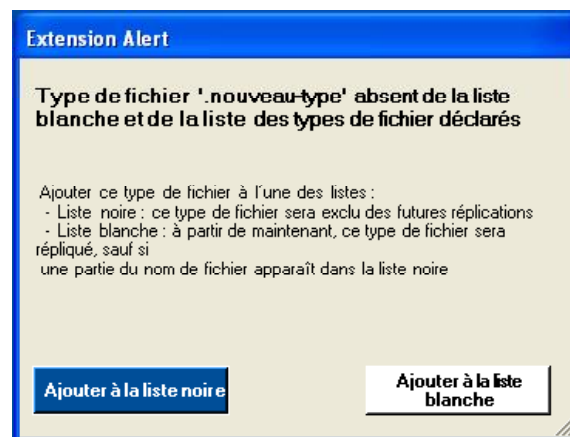 Extension Alert
Type de fichier '.nouveau-type' absent de la liste
blanche et de la liste des types de fichier déclarés
Ajouter ce type de fichier à l'une des listes :
- Liste noire : ce type de fichier sera exclu des futures réplications
- Liste blanche : à partir de maintenant, ce type de fichier sera
répliqué, sauf si
une partie du nom de fichier apparaît dans la liste noire
Ajouter à la liste noire
Ajouter à la liste
blanche